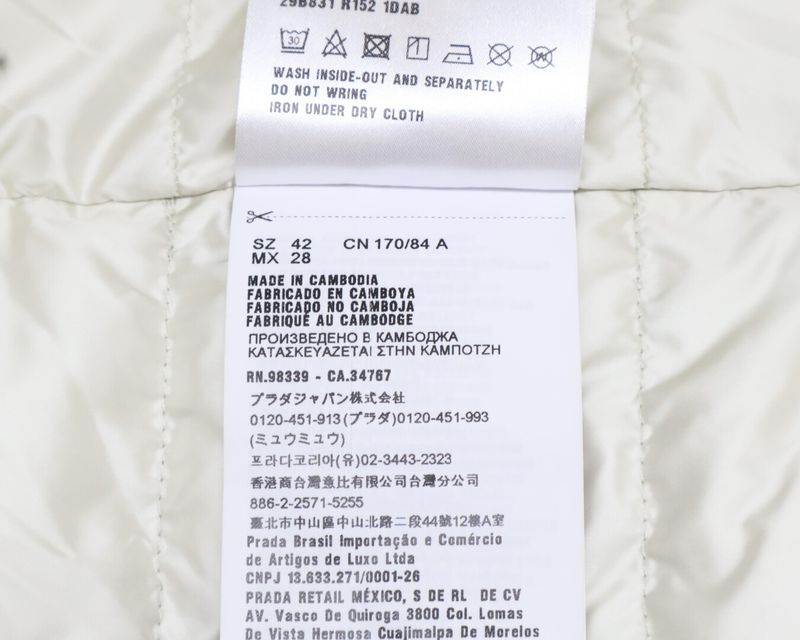 29B831 R152 1DAB
30
WASH INSIDE-OUT AND SEPARATELY
DO NOT WRING
IRON UNDER DRY CLOTH
SZ 42 CN 170/84 A
MX 28
MADE IN CAMBODIA
FABRICADO EN CAMBOYA
FABRICADO NO CAMBOJA
FABRIQUÉ AU CAMBODGE
ПРОИЗВЕДЕНО В КАМБОДЖА
ΚΑΤΑΣΚΕΥΑΖΕΤΑΙ ΣΤΗΝ ΚΑΜΠΟΤΖΗ
RN.98339 - CA.34767
プラダジャパン株式会社
0120-451-913(プラダ)0120-451-993
(ミュウミュウ)
프라다코리아(유)02-3443-2323
香港商台灣意比有限公司台灣分公司
886-2-2571-5255
臺北市中山區中山北路二段44號12樓A室
Prada Brasil Importação e Comércio
de Artigos de Luxo Ltda
CNPJ 13.633.271/0001-26
PRADA RETAIL MÉXICO, S DE RL DE CV
AV. Vasco De Quiroga 3800 Col. Lomas
De Vista Hermosa Cuajimalpa De Morelos